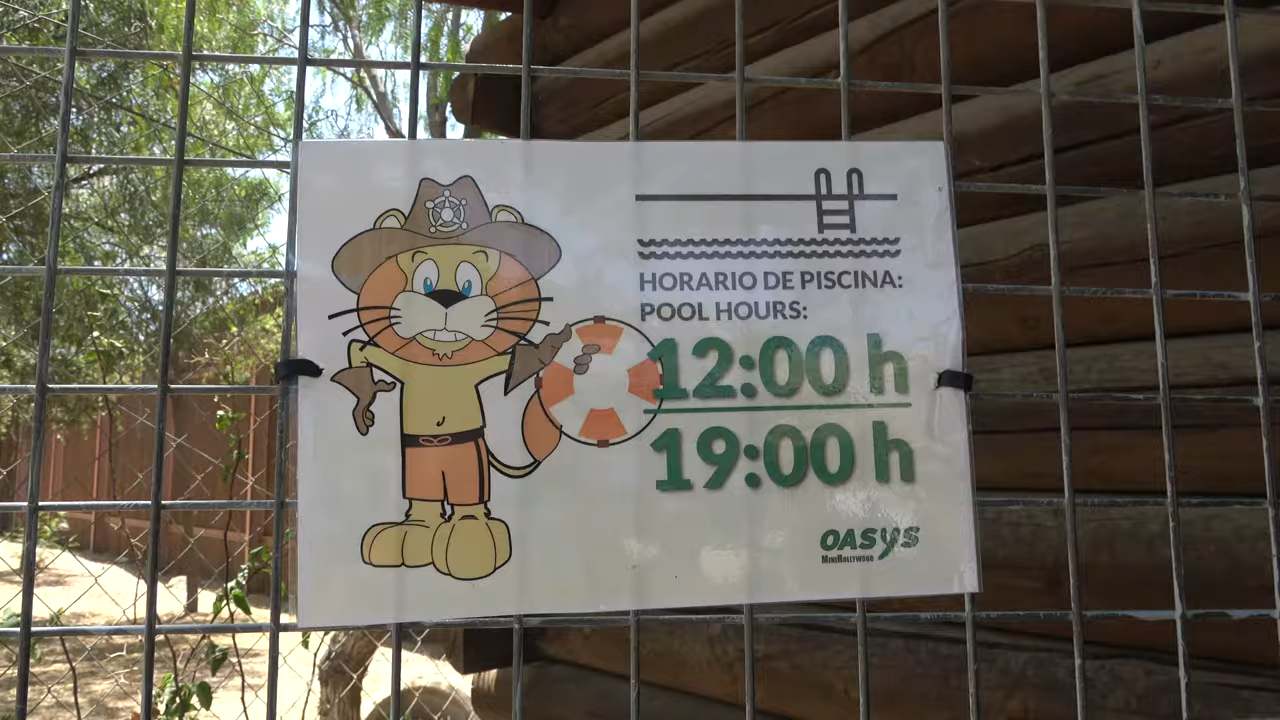 HORARIO DE PISCINA:
POOL HOURS:
12:00 h
19:00 h
OASYS
MINIHOLLYWOOD